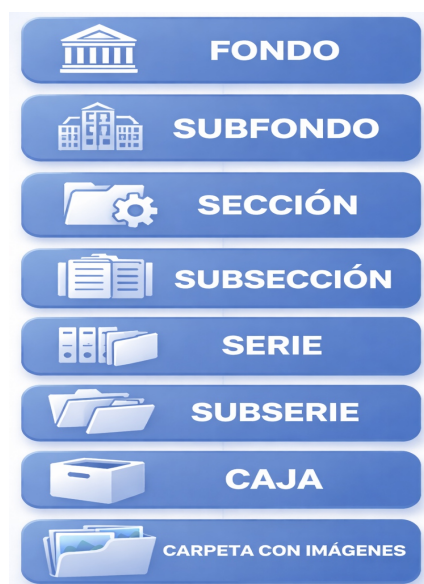 FONDO
SUBFONDO
SECCIÓN
SUBSECCIÓN
SERIE
SUBSERIE
CAJA
CARPETA CON IMÁGENES